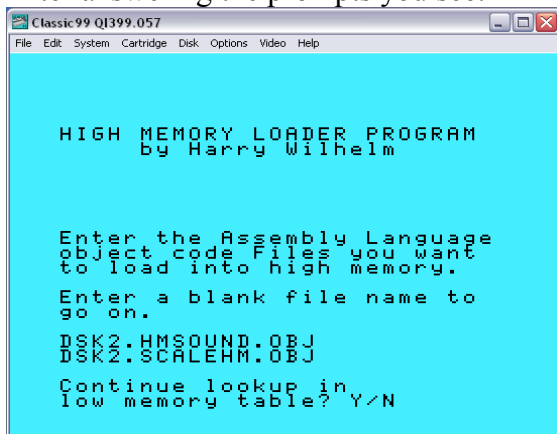 Classic99 QI399.057
File Edit System Cartridge Disk Options Video Help
HIGH MEMORY LOADER PROGRAM
by Harry Wilhelm
Enter the Assembly Language
object code Files you want
to load into high memory.
Enter a blank file name to
go on.
DSK2.HMSOUND.OBJ
DSK2.SCALEHM.OBJ
Continue lookup in
low memory table? Y/N